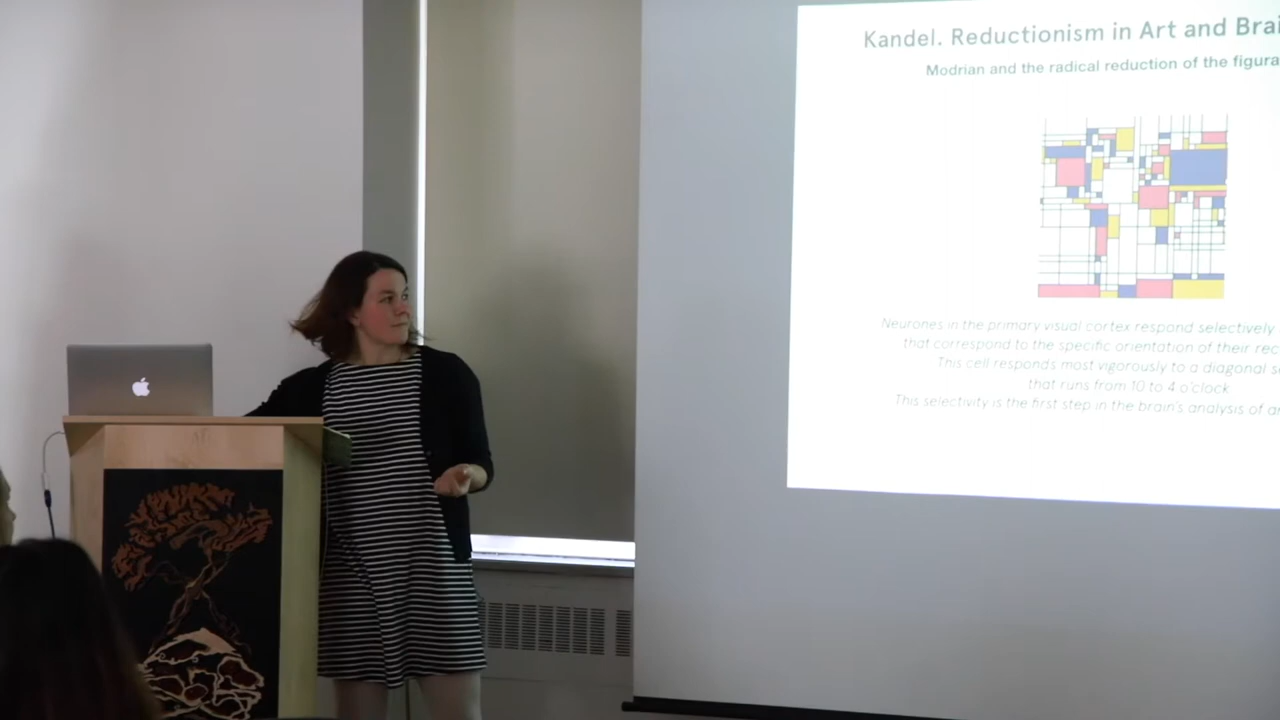 Kandel. Reductionism in Art and Brai
Modrian and the radical reduction of the figura
Neurones in the primary visual cortex respond selectively
that correspond to the specific orientation of their rec
This cell responds most vigorously to a diagonal s
that runs from 10 to 4 o'clock
This selectivity is the first step in the brain's analysis of a